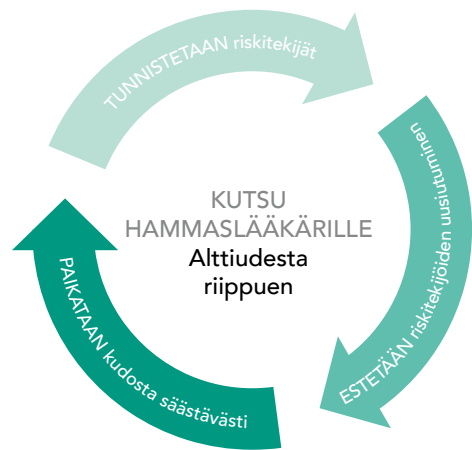 TUNNISTETAAN riskitekijät
ESTETÄÄN riskitekijöiden uusiutuminen
PAIKATAAN kudosta säästävästi
KUTSU
HAMMASLÄÄKÄRILLE
Alttiudesta
riippuen